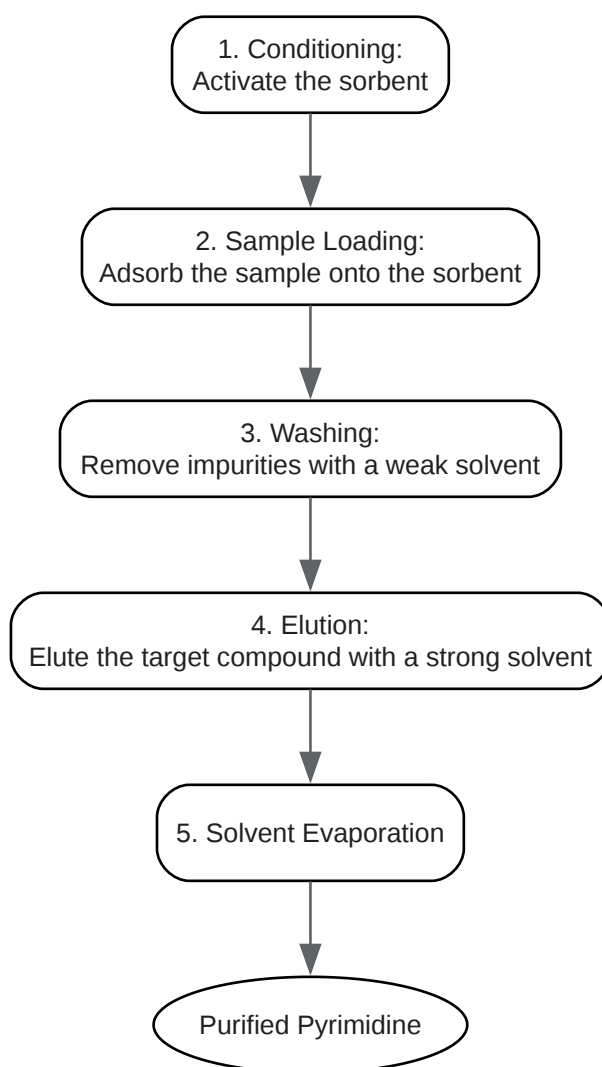 1. Conditioning:
Activate the sorbent
2. Sample Loading:
Adsorb the sample onto the sorbent
3. Washing:
Remove impurities with a weak solvent
4. Elution:
Elute the target compound with a strong solvent
5. Solvent Evaporation
Purified Pyrimidine